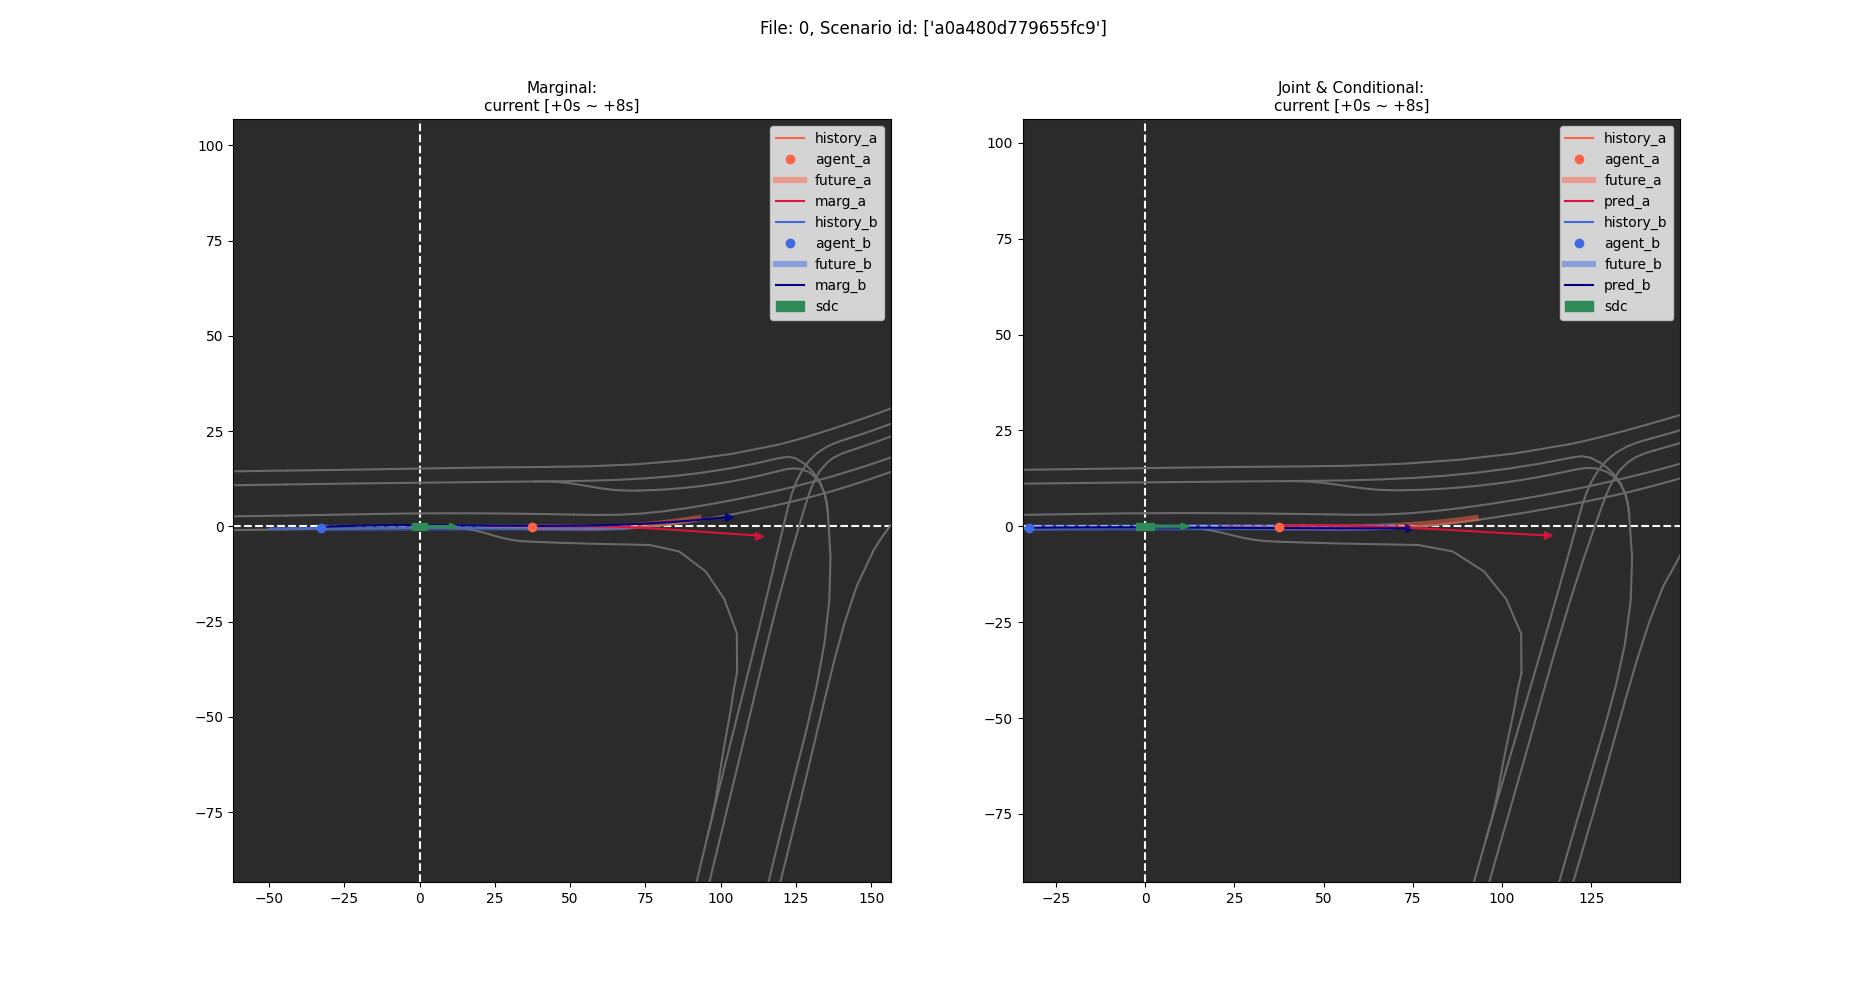 File: 0, Scenario id: ['a0a480d779655fc9']
Marginal:
current [+0s ~ +8s]
100
75
50
25
0
−25
−50
−75
−50
−25
0
25
50
75
100
125
150
history_a
agent_a
future_a
marg_a
history_b
agent_b
future_b
marg_b
sdc
Joint & Conditional:
current [+0s ~ +8s]
100
75
50
25
0
−25
−50
−75
−25
0
25
50
75
100
125
history_a
agent_a
future_a
pred_a
history_b
agent_b
future_b
pred_b
sdc